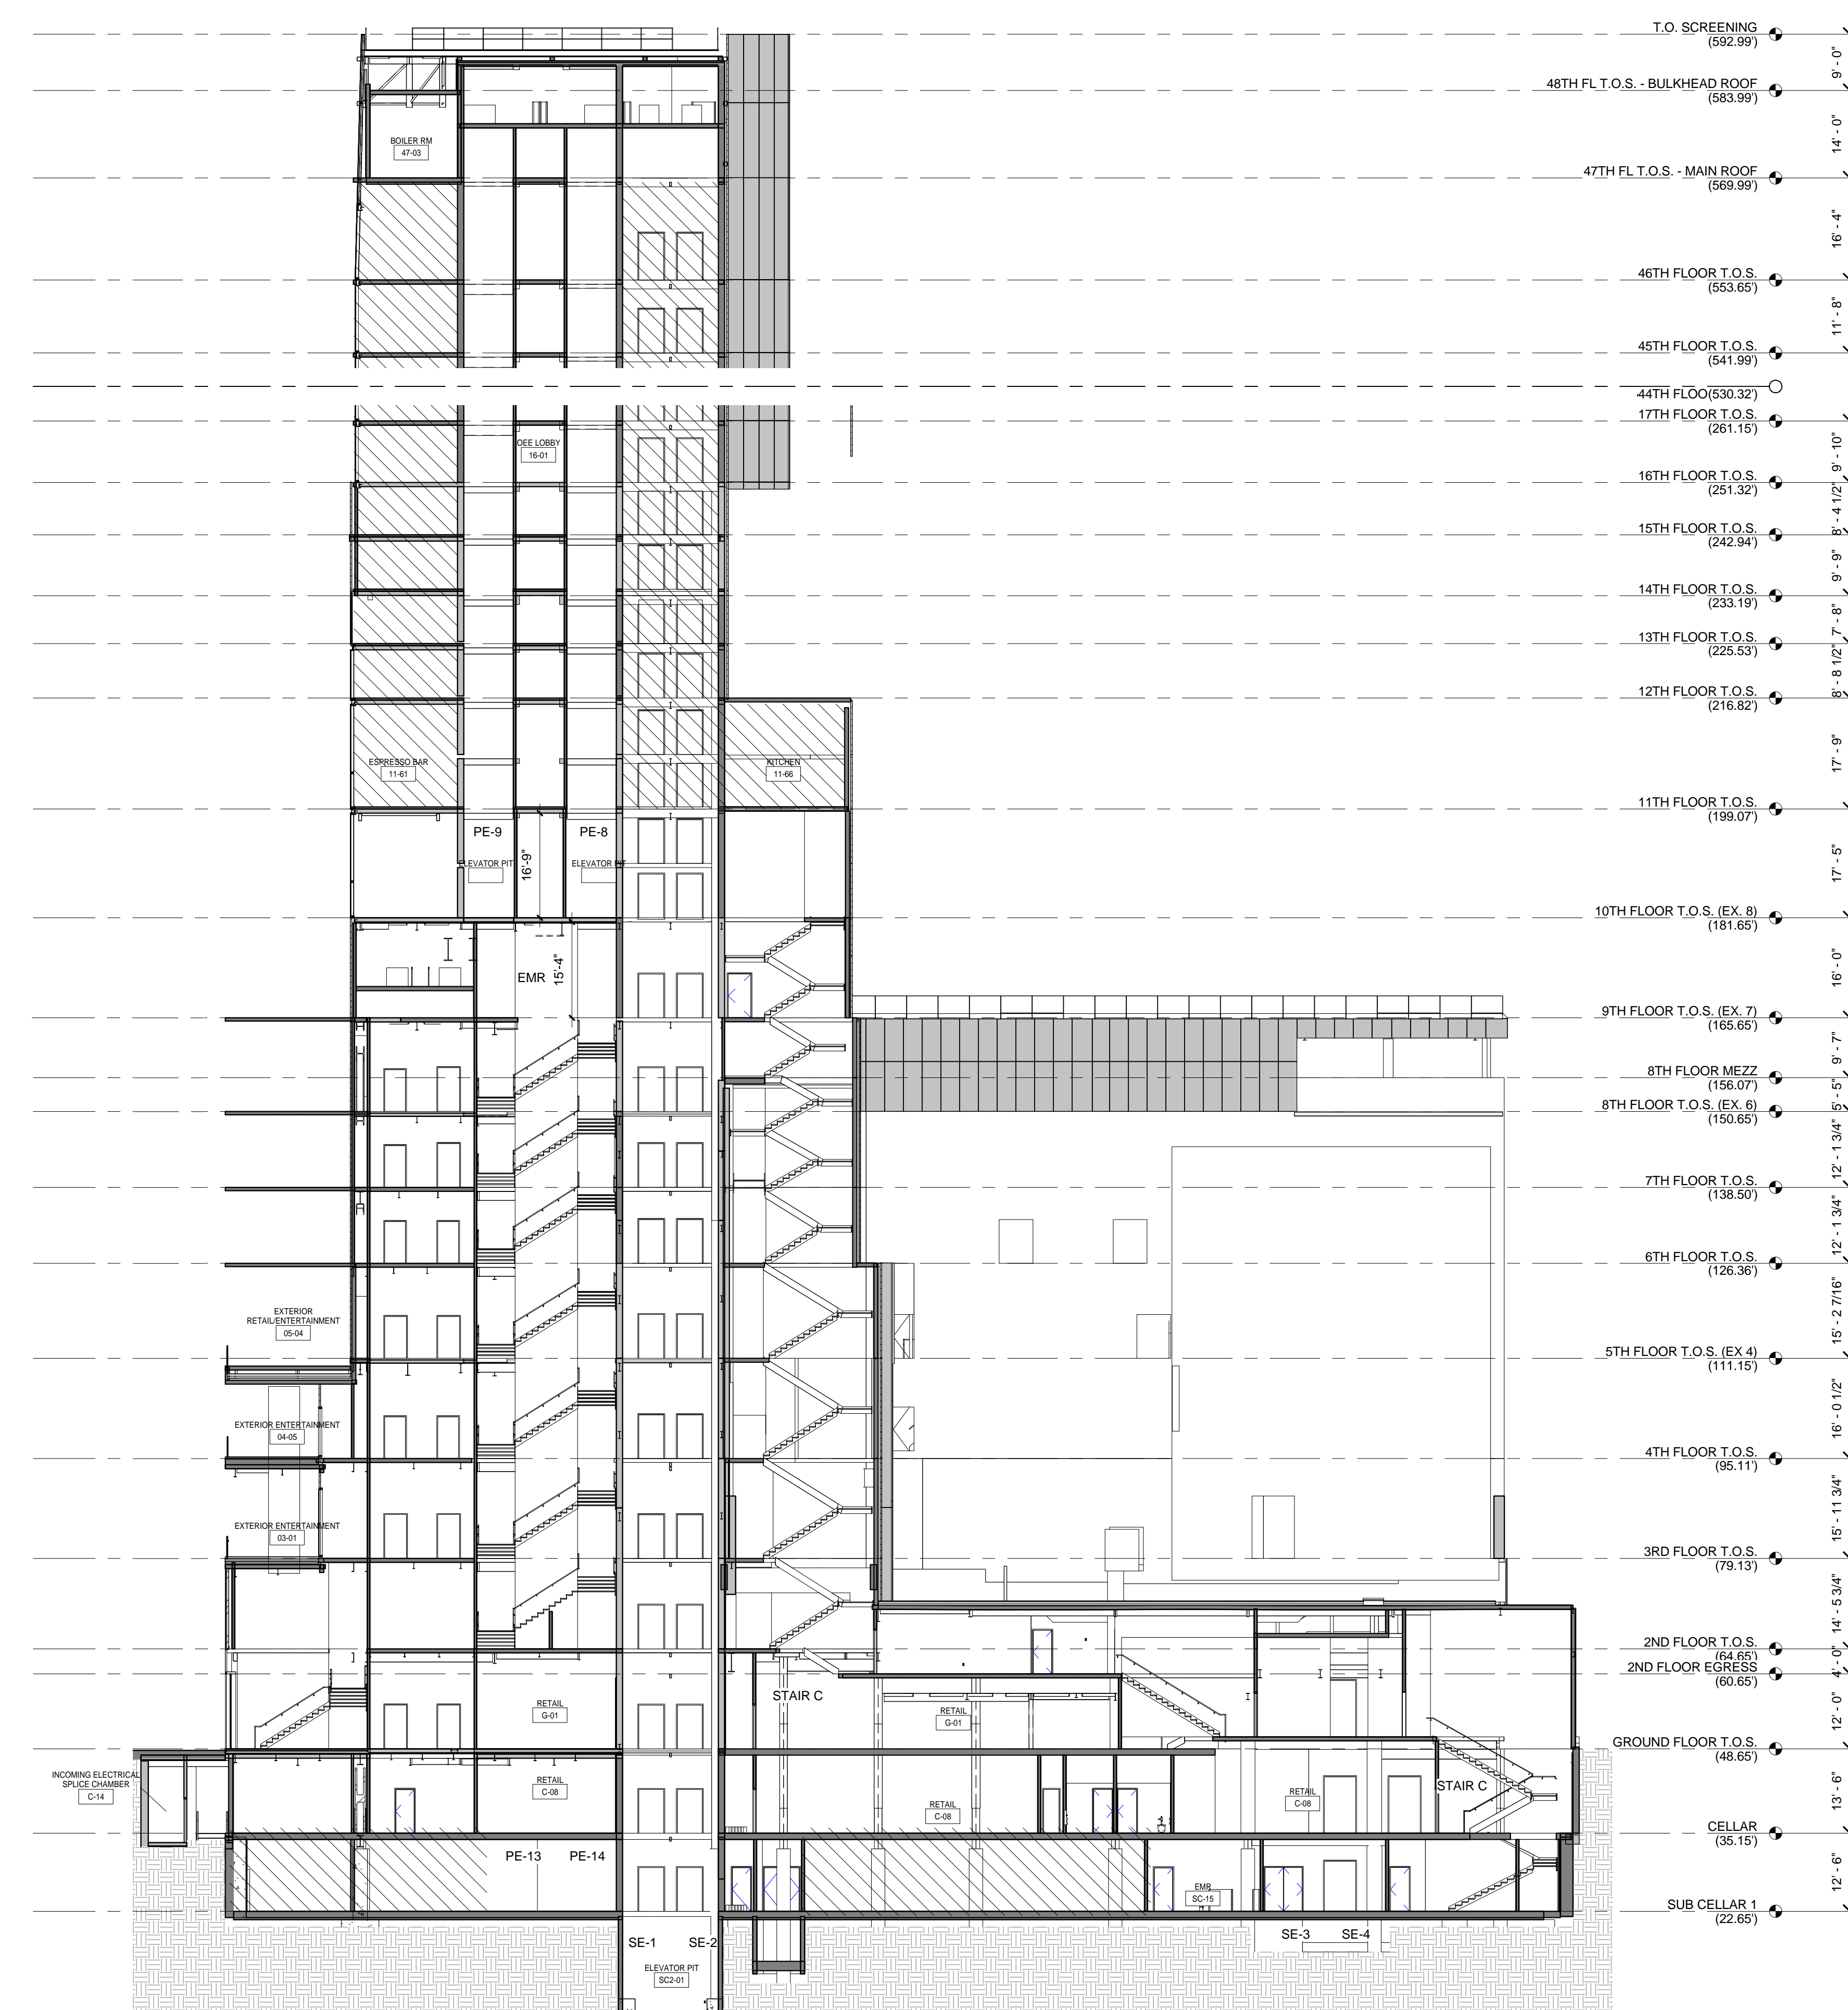 T.O. SCREENING
(592.99')
9' - 0"
48TH FL T.O.S. - BULKHEAD ROOF
(583.99')
14' - 0"
BOILER RM
47-03
47TH FL T.O.S. - MAIN ROOF
(569.99')
16' - 4"
46TH FLOOR T.O.S.
(553.65')
11' - 8"
45TH FLOOR T.O.S.
(541.99')
44TH FLOO(530.32')
17TH FLOOR T.O.S.
(261.15')
9' - 10"
OEE LOBBY
16-01
16TH FLOOR T.O.S.
(251.32')
8' - 4 1/2"
15TH FLOOR T.O.S.
(242.94')
9' - 9"
14TH FLOOR T.O.S.
(233.19')
7' - 8"
13TH FLOOR T.O.S.
(225.53')
8' - 8 1/2"
12TH FLOOR T.O.S.
(216.82')
17' - 9"
ESPRESSO BAR
11-61
KITCHEN
11-66
11TH FLOOR T.O.S.
(199.07')
17' - 5"
PE-9
PE-8
ELEVATOR PIT
16'-9"
ELEVATOR PIT
10TH FLOOR T.O.S. (EX. 8)
(181.65')
16' - 0"
EMR
15'-4"
9TH FLOOR T.O.S. (EX. 7)
(165.65')
9' - 7"
8TH FLOOR MEZZ
(156.07')
5' - 5"
8TH FLOOR T.O.S. (EX. 6)
(150.65')
12' - 1 3/4"
7TH FLOOR T.O.S.
(138.50')
12' - 1 3/4"
6TH FLOOR T.O.S.
(126.36')
15' - 2 7/16"
EXTERIOR
RETAIL/ENTERTAINMENT
05-04
5TH FLOOR T.O.S. (EX 4)
(111.15')
16' - 0 1/2"
EXTERIOR ENTERTAINMENT
04-05
4TH FLOOR T.O.S.
(95.11')
15' - 11 3/4"
EXTERIOR ENTERTAINMENT
03-01
3RD FLOOR T.O.S.
(79.13')
14' - 5 3/4"
2ND FLOOR T.O.S.
(64.65')
4' - 0"
2ND FLOOR EGRESS
(60.65')
12' - 0"
STAIR C
RETAIL
G-01
RETAIL
G-01
GROUND FLOOR T.O.S.
(48.65')
13' - 6"
INCOMING ELECTRICAL
SPLICE CHAMBER
C-14
RETAIL
C-08
RETAIL
C-08
RETAIL
C-08
STAIR C
CELLAR
(35.15')
12' - 6"
PE-13
PE-14
EMR
SC-15
SUB CELLAR 1
(22.65')
SE-1
SE-2
SE-3
SE-4
ELEVATOR PIT
SC2-01